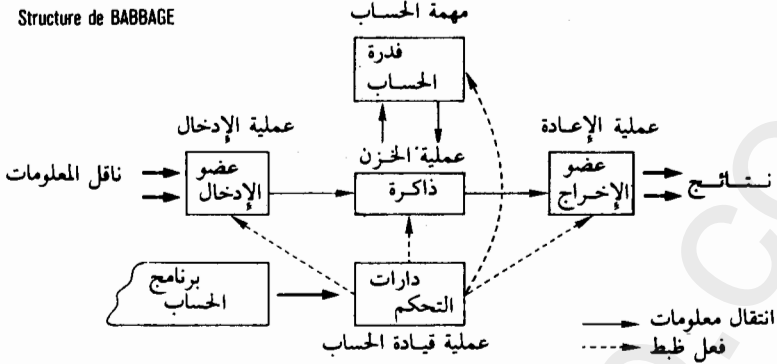 Structure de BABBAGE
مهمة الحساب
فدرة
الحساب
عملية الإدخال
عملية الخزن
عملية الإعادة
ناقل المعلومات
عضو
الإدخال
ذاكرة
عضو
الإخراج
نتائج
برنامج
الحساب
دارات
التحكم
عملية قيادة الحساب
انتقال معلومات
فعل ظبط